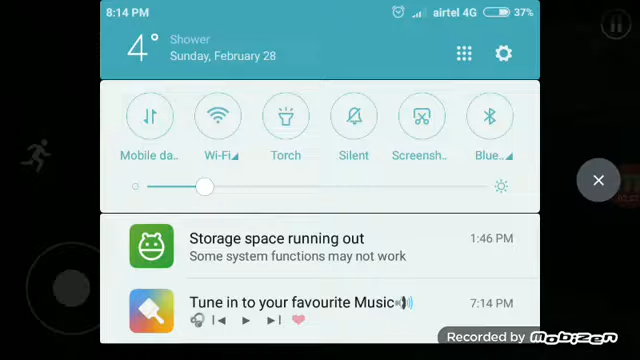 8:14 PM airtel 4G 37%
4° Shower
Sunday, February 28
Mobile da.. Wi-Fi Torch Silent Screensh.. Blue..
Storage space running out 1:46 PM
Some system functions may not work
Tune in to your favourite Music 7:14 PM
Recorded by Mobizen